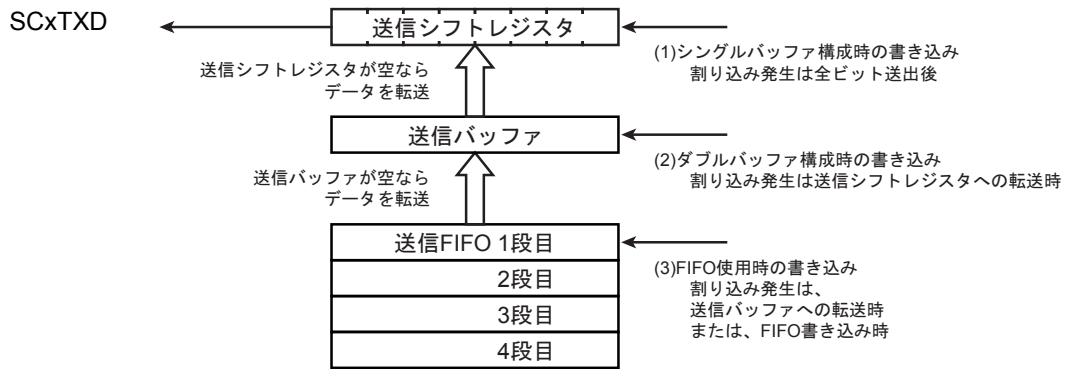 SCxTXD
送信シフトレジスタ
(1)シングルバッファ構成時の書き込み
割り込み発生は全ビット送出後
送信シフトレジスタが空なら
データを転送
送信バッファ
(2)ダブルバッファ構成時の書き込み
割り込み発生は送信シフトレジスタへの転送時
送信バッファが空なら
データを転送
送信FIFO 1段目
2段目
3段目
4段目
(3)FIFO使用時の書き込み
割り込み発生は、
送信バッファへの転送時
または、FIFO書き込み時